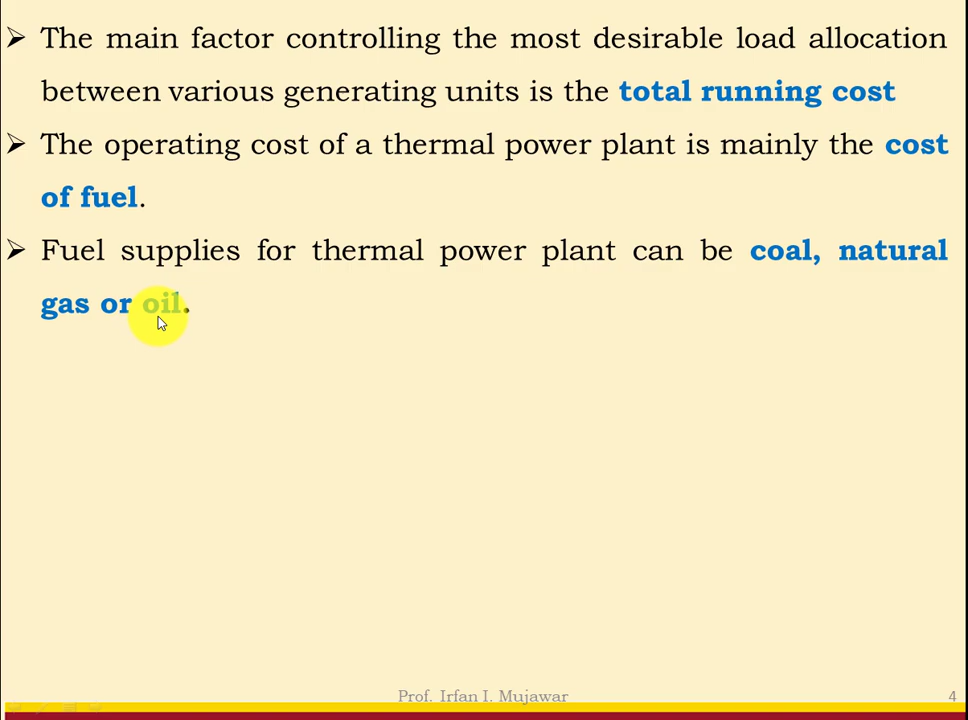 ➢ The main factor controlling the most desirable load allocation
between various generating units is the total running cost
➢ The operating cost of a thermal power plant is mainly the cost
of fuel.
➢ Fuel supplies for thermal power plant can be coal, natural
gas or oil.
Prof. Irfan I. Mujawar 4